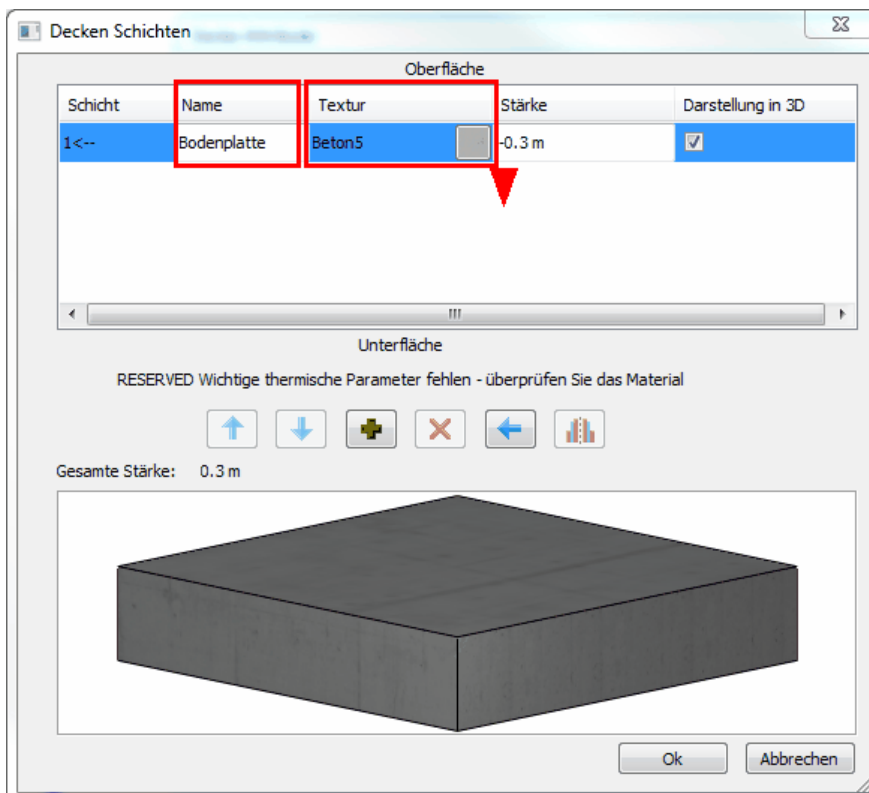 Decken Schichten
Oberfläche
Schicht Name Textur Stärke Darstellung in 3D
1<-- Bodenplatte Beton5 -0.3 m
Unterfläche
RESERVED Wichtige thermische Parameter fehlen - überprüfen Sie das Material
Gesamte Stärke: 0.3 m
Ok Abbrechen